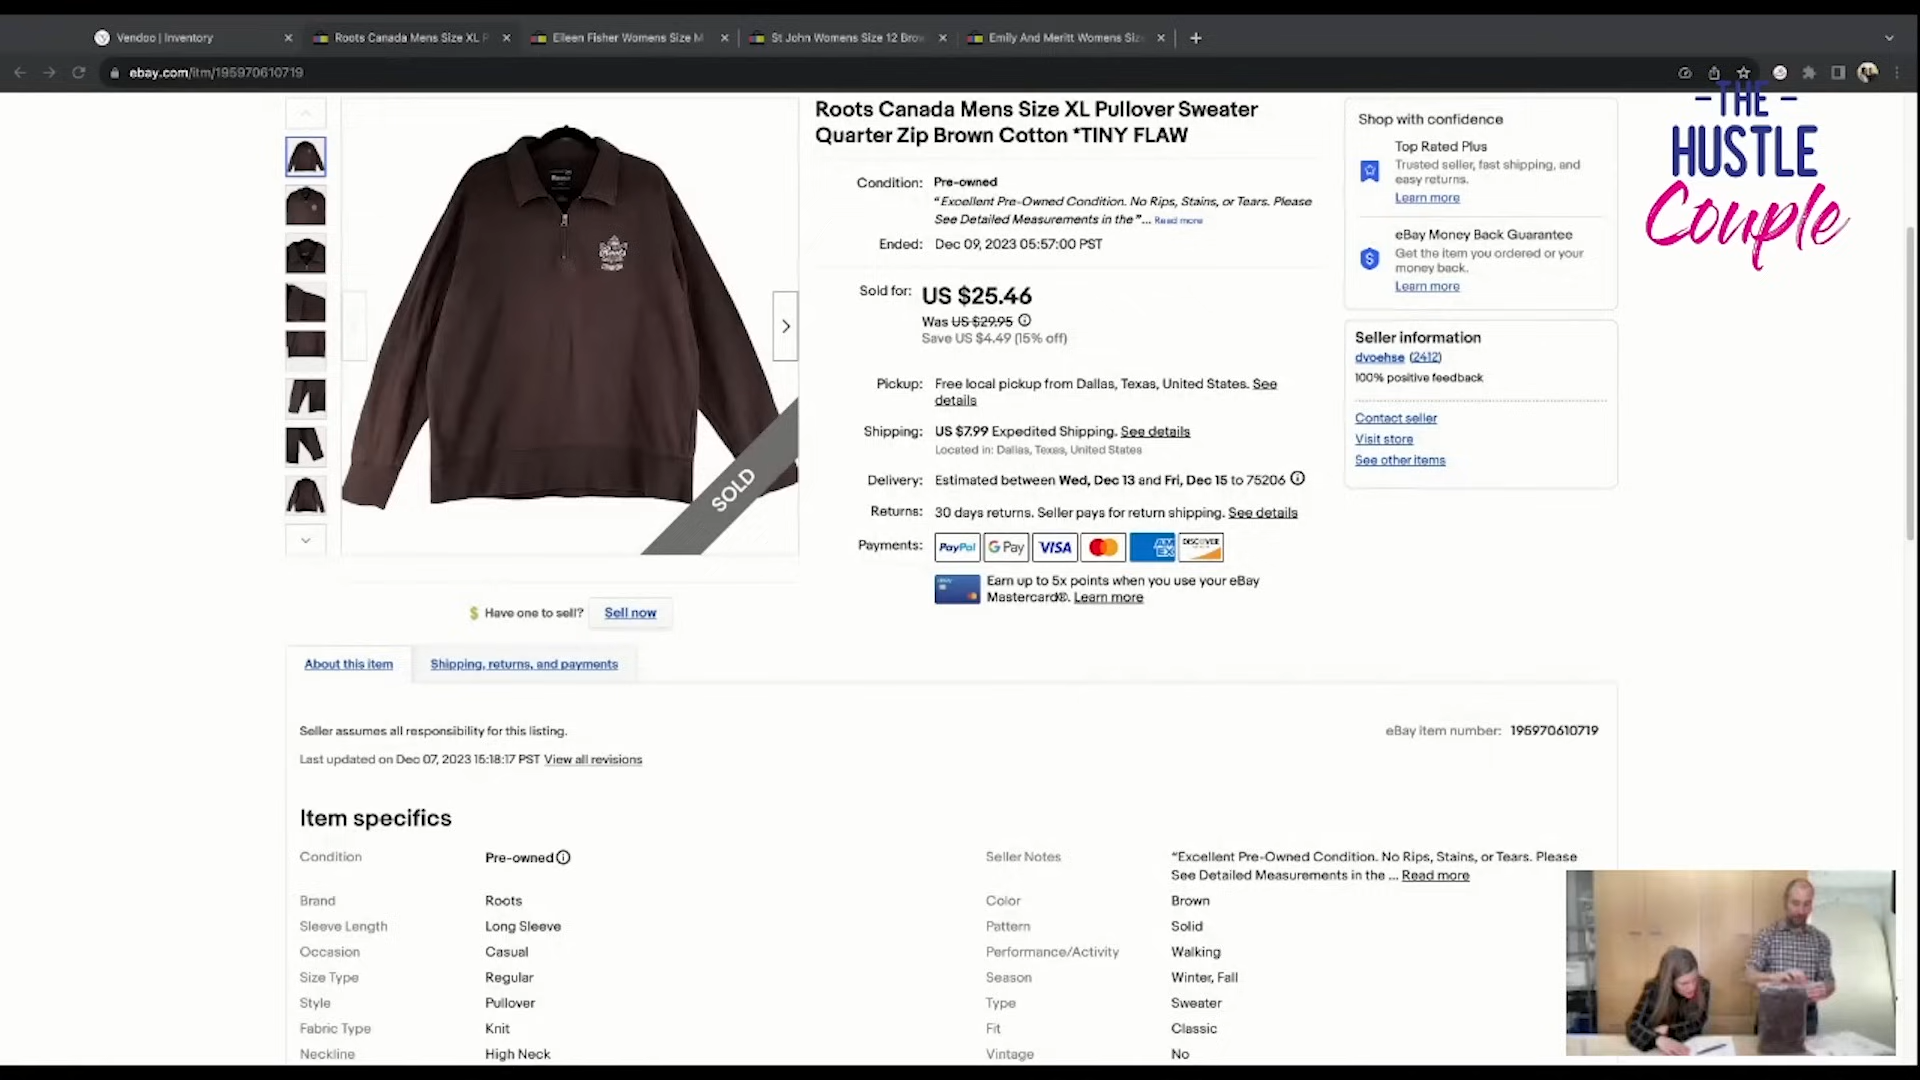 Vendoo | Inventory
Roots Canada Mens Size XL P
Eileen Fisher Womens Size M
St John Womens Size 12 Brow
Emily And Meritt Womens Siz
ebay.com/itm/195970610719
-THE-
HUSTLE
Couple
Roots Canada Mens Size XL Pullover Sweater
Quarter Zip Brown Cotton *TINY FLAW
Condition: Pre-owned
"Excellent Pre-Owned Condition. No Rips, Stains, or Tears. Please
See Detailed Measurements in the "... Read more
Ended: Dec 09, 2023 05:57:00 PST
Sold for: US $25.46
Was US $29.95
Save US $4.49 (15% off)
Pickup: Free local pickup from Dallas, Texas, United States. See
details
Shipping: US $7.99 Expedited Shipping. See details
Located in: Dallas, Texas, United States
Delivery: Estimated between Wed, Dec 13 and Fri, Dec 15 to 75206
Returns: 30 days returns. Seller pays for return shipping. See details
Payments: PayPal G Pay VISA AM EX DISCOVER
Earn up to 5x points when you use your eBay
Mastercard®. Learn more
Shop with confidence
Top Rated Plus
Trusted seller, fast shipping, and
easy returns.
Learn more
eBay Money Back Guarantee
Get the item you ordered or your
money back.
Learn more
Seller information
dvoehse (2412)
100% positive feedback
Contact seller
Visit store
See other items
Roots
SOLD
Have one to sell? Sell now
About this item
Shipping, returns, and payments
Seller assumes all responsibility for this listing.
eBay item number: 195970610719
Last updated on Dec 07, 2023 15:18:17 PST View all revisions
Item specifics
Condition Pre-owned
Seller Notes "Excellent Pre-Owned Condition. No Rips, Stains, or Tears. Please
See Detailed Measurements in the ... Read more
Brand Roots
Color Brown
Sleeve Length Long Sleeve
Pattern Solid
Occasion Casual
Performance/Activity Walking
Size Type Regular
Season Winter, Fall
Style Pullover
Type Sweater
Fabric Type Knit
Fit Classic
Neckline High Neck
Vintage No